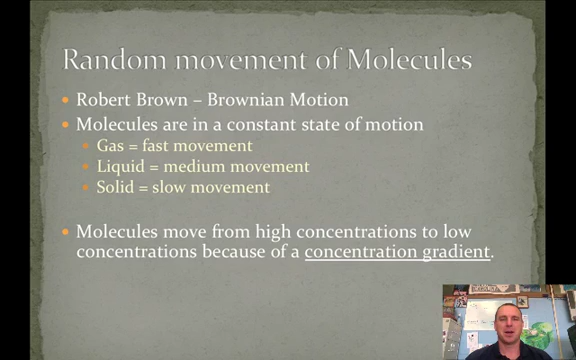 Random movement of Molecules
Robert Brown – Brownian Motion
Molecules are in a constant state of motion
Gas = fast movement
Liquid = medium movement
Solid = slow movement
Molecules move from high concentrations to low
concentrations because of a concentration gradient.